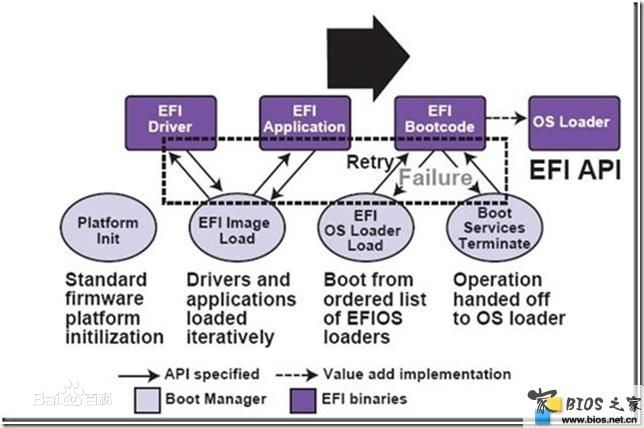 EFI
Driver
EFI
Application
EFI
Bootcode
OS Loader
EFI API
Retry
Failure
Platform
Init
EFI Image
Load
EFI
OS Loader
Load
Boot
Services
Terminate
Standard
firmware
platform
initilization
Drivers and
applications
loaded
iteratively
Boot from
ordered list
of EFIOS
loaders
Operation
handed off
to OS loader
API specified
Value add implementation
Boot Manager
EFI binaries
Baidu百科
家 BIOS之家
www.bios.net.cn